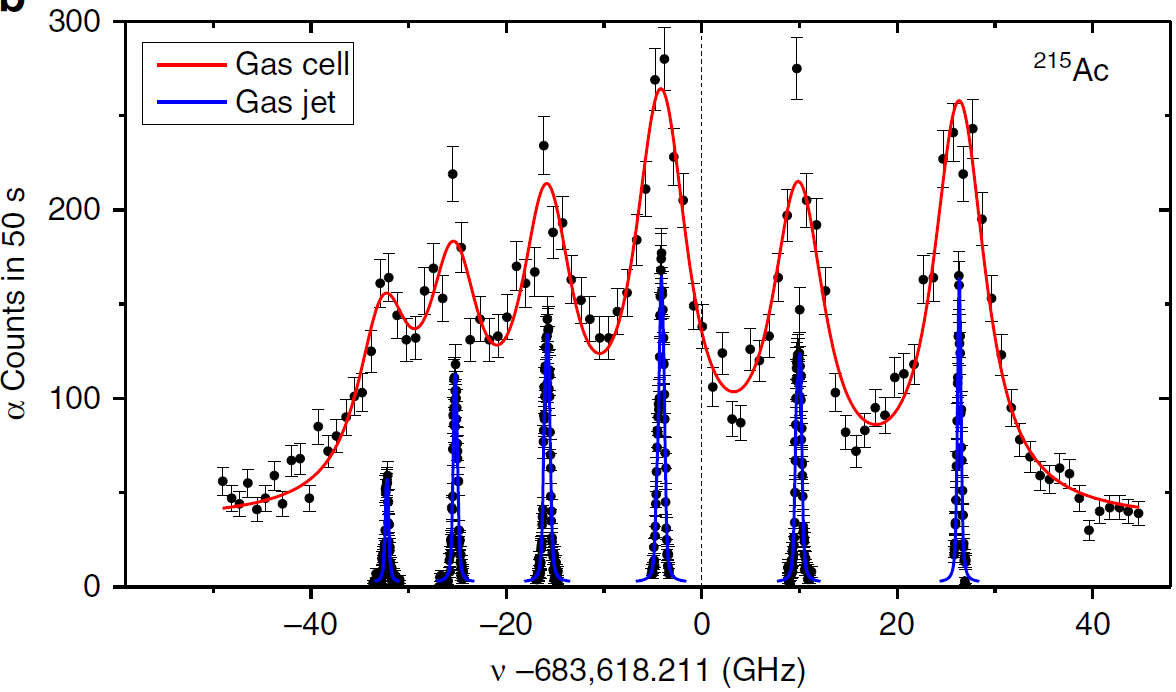 b
300
200
100
0
α Counts in 50 s
Gas cell
Gas jet
²¹⁵Ac
–40
–20
0
20
40
ν –683,618.211 (GHz)